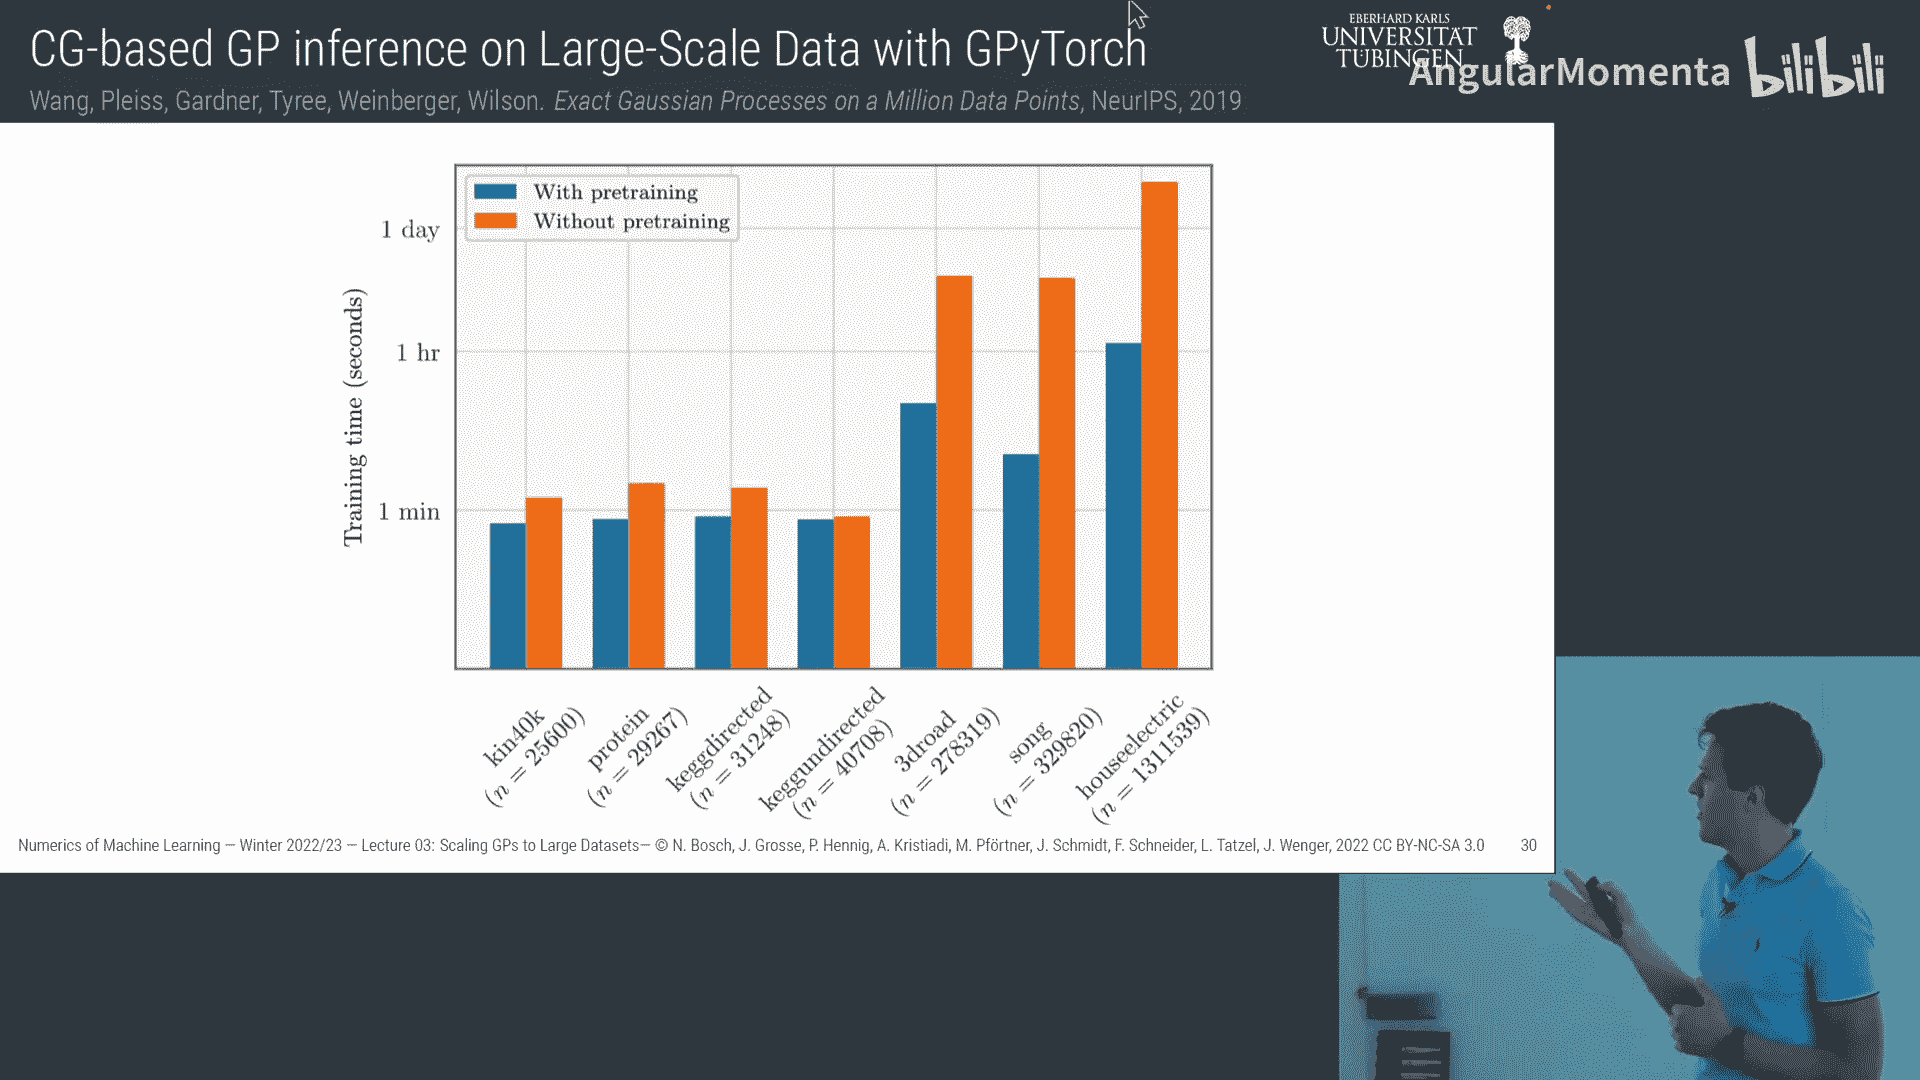 CG-based GP inference on Large-Scale Data with GPyTorch
Wang, Pleiss, Gardner, Tyree, Weinberger, Wilson. Exact Gaussian Processes on a Million Data Points, NeurIPS, 2019
EBERHARD KARLS
UNIVERSITÄT
TÜBINGEN
AngularMomenta
bilibili
With pretraining
Without pretraining
Training time (seconds)
1 day
1 hr
1 min
kin40k
(n = 25600)
protein
(n = 29267)
keggdirected
(n = 31248)
keggundirected
(n = 40708)
3droad
(n = 278319)
song
(n = 329820)
houseelectric
(n = 1311539)
Numerics of Machine Learning — Winter 2022/23 — Lecture 03: Scaling GPs to Large Datasets— © N. Bosch, J. Grosse, P. Hennig, A. Kristiadi, M. Pförtner, J. Schmidt, F. Schneider, L. Tatzel, J. Wenger, 2022 CC BY-NC-SA 3.0 30